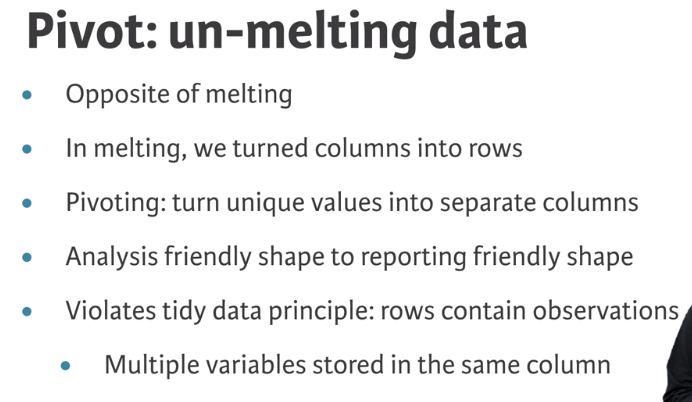 Pivot: un-melting data
Opposite of melting
In melting, we turned columns into rows
Pivoting: turn unique values into separate columns
Analysis friendly shape to reporting friendly shape
Violates tidy data principle: rows contain observations
Multiple variables stored in the same column